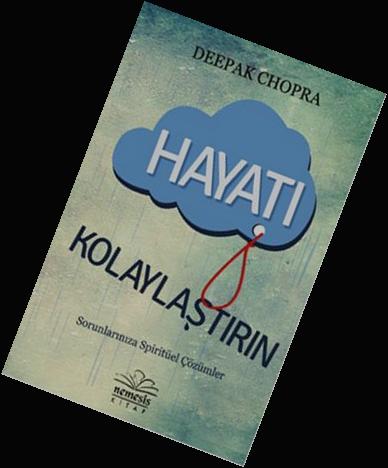 DEEPAK CHOPRA
HAYATI
KOLAYLAŞTIRIN
Sorunlarınıza Spiritüel Çözümler
nemesis
KİTAP